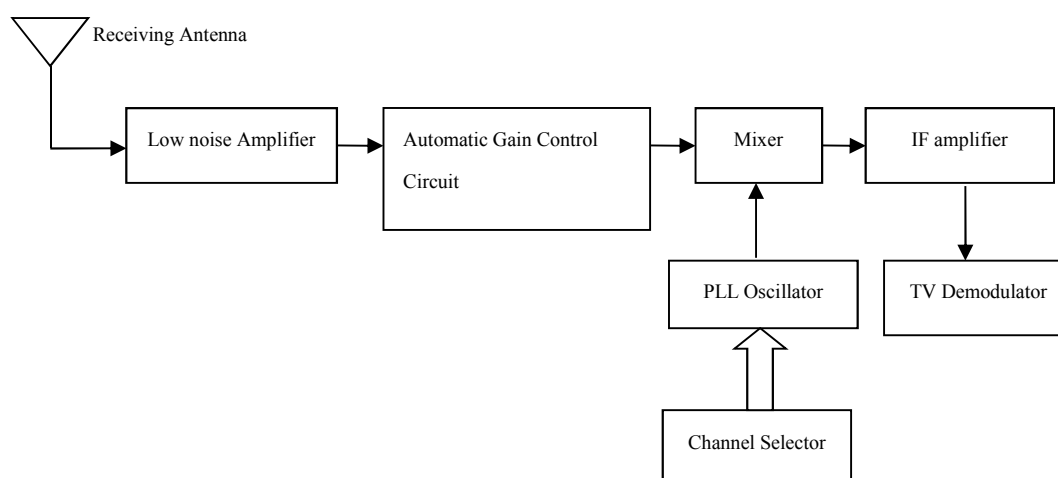 Receiving Antenna
Low noise Amplifier
Automatic Gain Control
Circuit
Mixer
IF amplifier
PLL Oscillator
TV Demodulator
Channel Selector